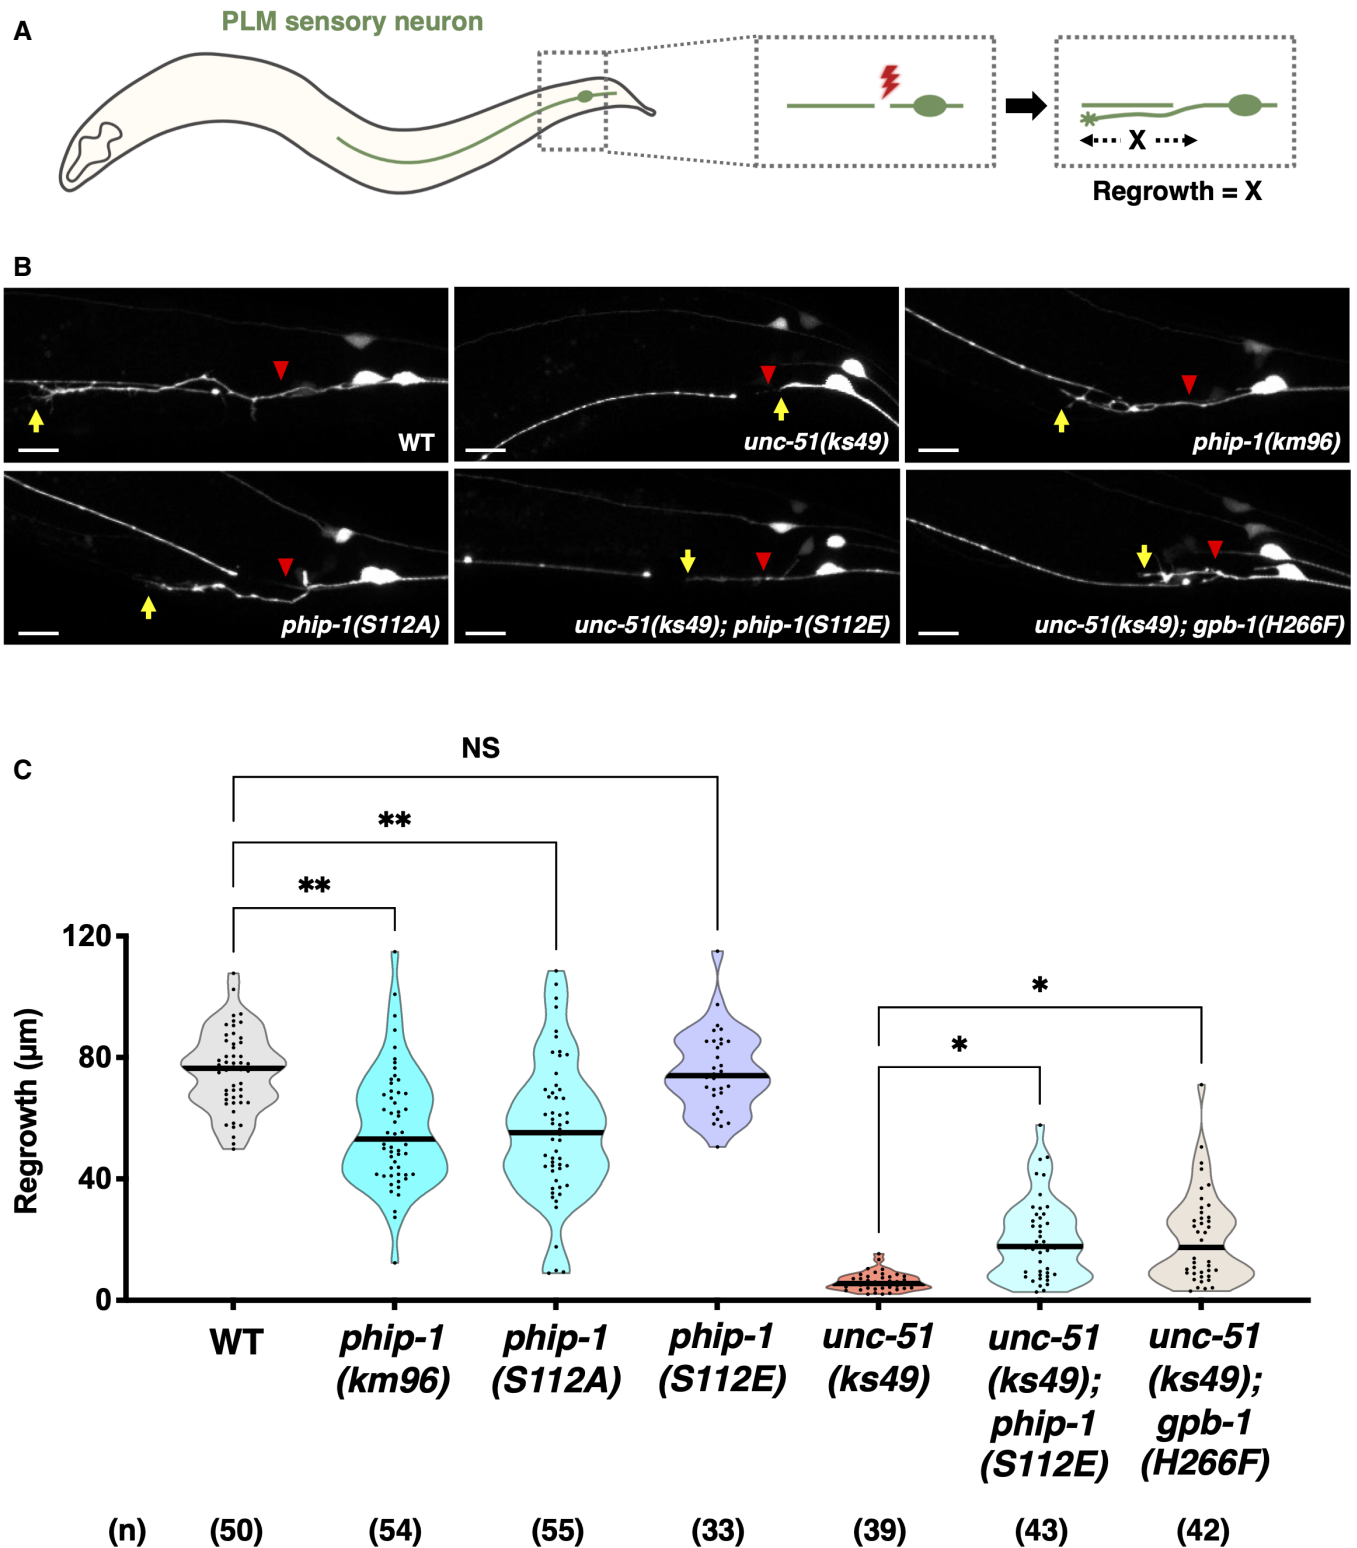 A
PLM sensory neuron
X
Regrowth = X
B
WT
unc-51(ks49)
phip-1(km96)
phip-1(S112A)
unc-51(ks49); phip-1(S112E)
unc-51(ks49); gpb-1(H266F)
C
NS
**
**
*
*
Regrowth (µm)
120
80
40
0
WT
phip-1
(km96)
phip-1
(S112A)
phip-1
(S112E)
unc-51
(ks49)
unc-51
(ks49);
phip-1
(S112E)
unc-51
(ks49);
gpb-1
(H266F)
(n) (50) (54) (55) (33) (39) (43) (42)